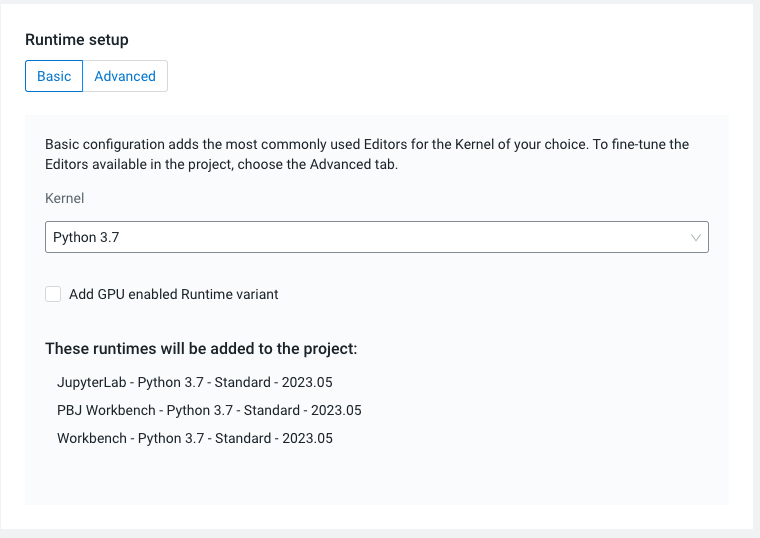 Runtime setup
Basic Advanced
Basic configuration adds the most commonly used Editors for the Kernel of your choice. To fine-tune the
Editors available in the project, choose the Advanced tab.
Kernel
Python 3.7
Add GPU enabled Runtime variant
These runtimes will be added to the project:
JupyterLab - Python 3.7 - Standard - 2023.05
PBJ Workbench - Python 3.7 - Standard - 2023.05
Workbench - Python 3.7 - Standard - 2023.05